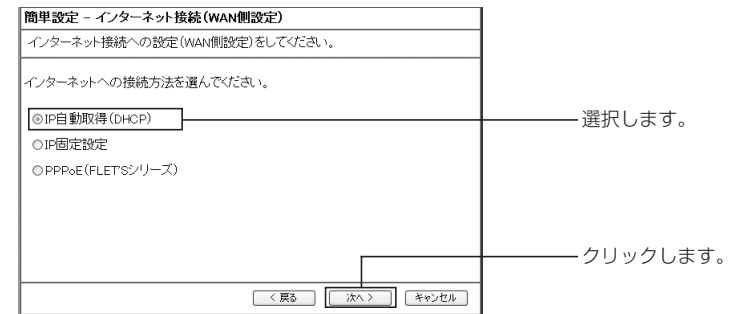 簡単設定 － インターネット接続（WAN側設定）
インターネット接続への設定（WAN側設定）をしてください。
インターネットへの接続方法を選んでください。
IP自動取得（DHCP）
選択します。
IP固定設定
PPPoE（FLET'Sシリーズ）
クリックします。
＜戻る 次へ＞ キャンセル